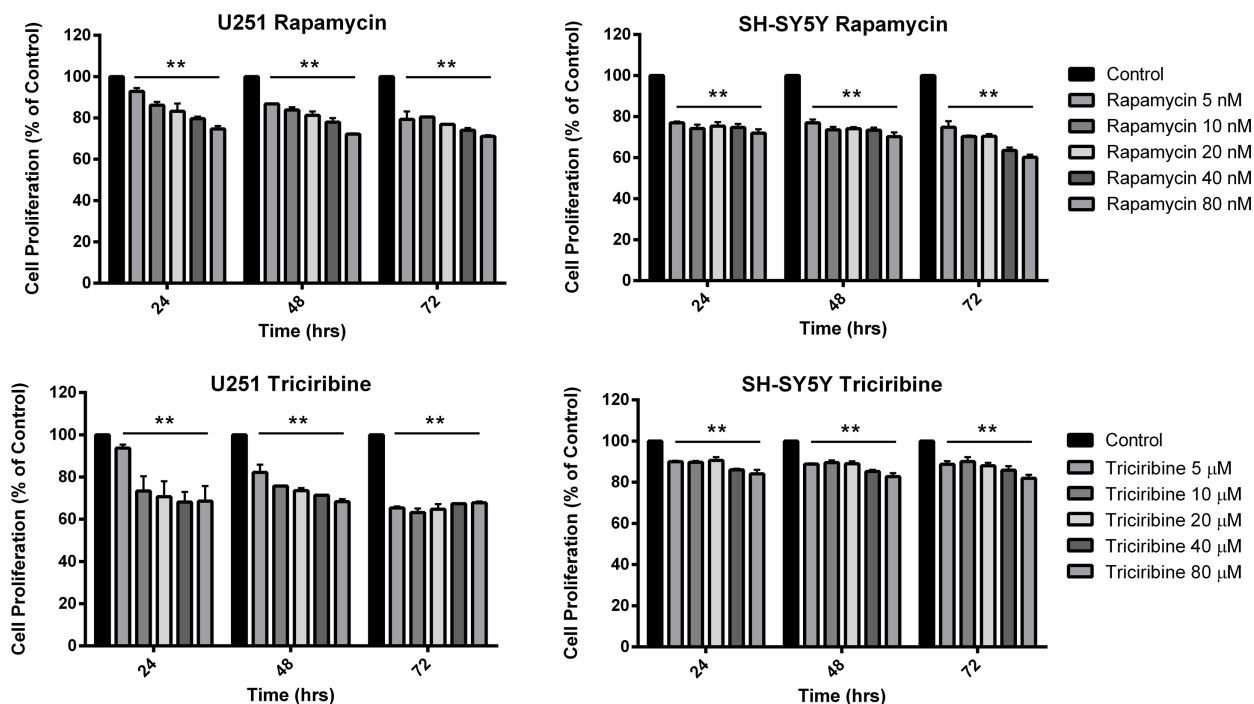 U251 Rapamycin
Cell Proliferation (% of Control)
120
100
80
60
40
20
0
**
**
**
24
48
72
Time (hrs)
SH-SY5Y Rapamycin
Cell Proliferation (% of Control)
120
100
80
60
40
20
0
**
**
**
24
48
72
Time (hrs)
Control
Rapamycin 5 nM
Rapamycin 10 nM
Rapamycin 20 nM
Rapamycin 40 nM
Rapamycin 80 nM
U251 Triciribine
Cell Proliferation (% of Control)
120
100
80
60
40
20
0
**
**
**
24
48
72
Time (hrs)
SH-SY5Y Triciribine
Cell Proliferation (% of Control)
120
100
80
60
40
20
0
**
**
**
24
48
72
Time (hrs)
Control
Triciribine 5 μM
Triciribine 10 μM
Triciribine 20 μM
Triciribine 40 μM
Triciribine 80 μM